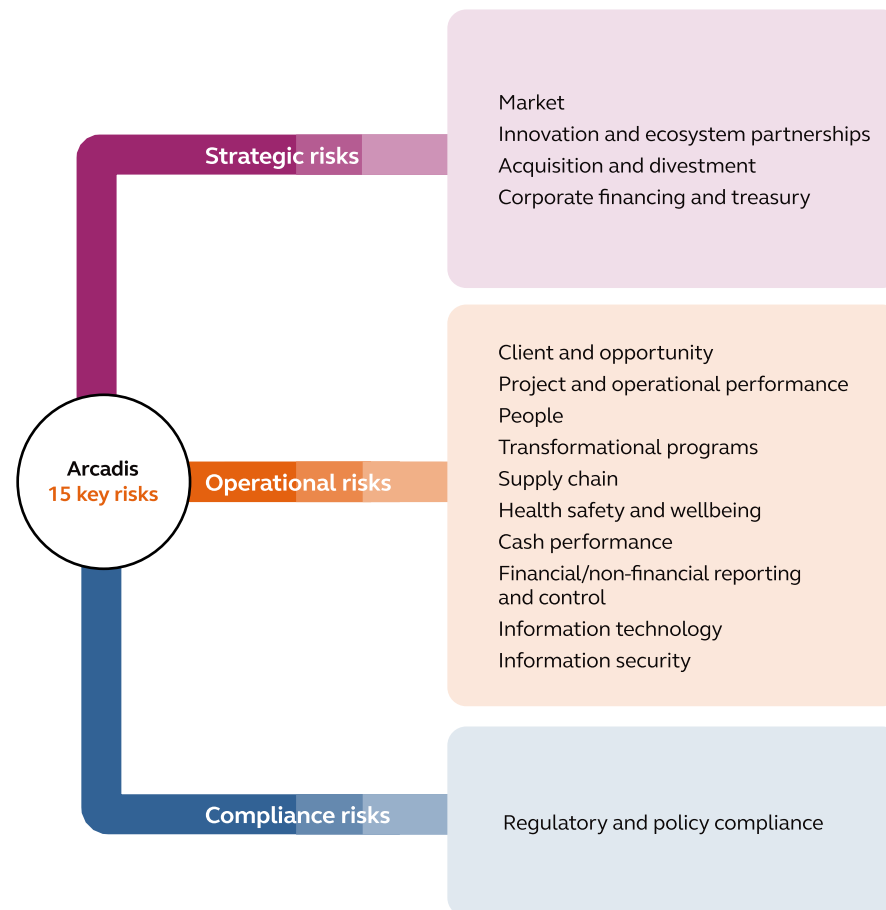 Strategic risks
Market
Innovation and ecosystem partnerships
Acquisition and divestment
Corporate financing and treasury
Arcadis
15 key risks
Operational risks
Client and opportunity
Project and operational performance
People
Transformational programs
Supply chain
Health safety and wellbeing
Cash performance
Financial/non-financial reporting
and control
Information technology
Information security
Compliance risks
Regulatory and policy compliance